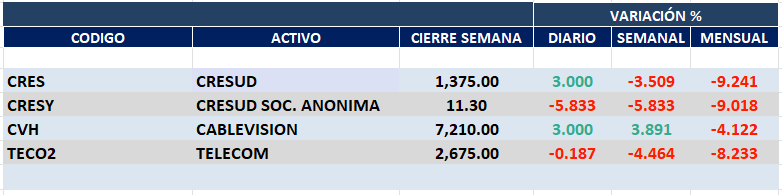 VARIACIÓN %
CODIGO ACTIVO CIERRE SEMANA DIARIO SEMANAL MENSUAL
CRES CRESUD 1,375.00 3.000 -3.509 -9.241
CRESY CRESUD SOC. ANONIMA 11.30 -5.833 -5.833 -9.018
CVH CABLEVISION 7,210.00 3.000 3.891 -4.122
TECO2 TELECOM 2,675.00 -0.187 -4.464 -8.233